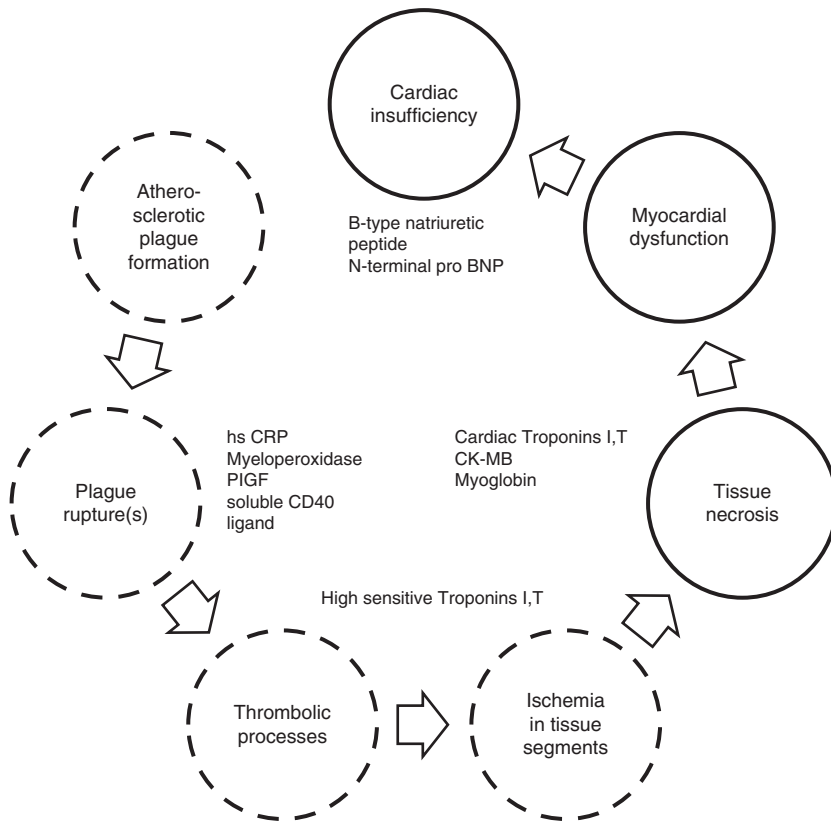 Cardiac
insufficiency
Athero-
sclerotic
plague
formation
B-type natriuretic
peptide
N-terminal pro BNP
Myocardial
dysfunction
hs CRP
Myeloperoxidase
PIGF
soluble CD40
ligand
Cardiac Troponins I,T
CK-MB
Myoglobin
Plague
rupture(s)
Tissue
necrosis
High sensitive Troponins I,T
Thrombolic
processes
Ischemia
in tissue
segments